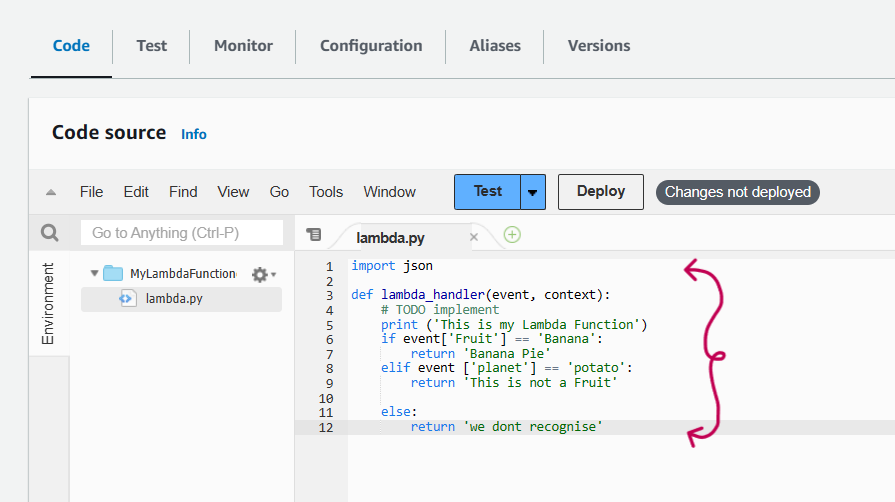 Code Test Monitor Configuration Aliases Versions
Code source Info
File Edit Find View Go Tools Window Test Deploy Changes not deployed
Go to Anything (Ctrl-P)
lambda.py
Environment
MyLambdaFunction
lambda.py
1 import json
2
3 def lambda_handler(event, context):
4 # TODO implement
5 print ('This is my Lambda Function')
6 if event['Fruit'] == 'Banana':
7 return 'Banana Pie'
8 elif event ['planet'] == 'potato':
9 return 'This is not a Fruit'
10
11 else:
12 return 'we dont recognise'